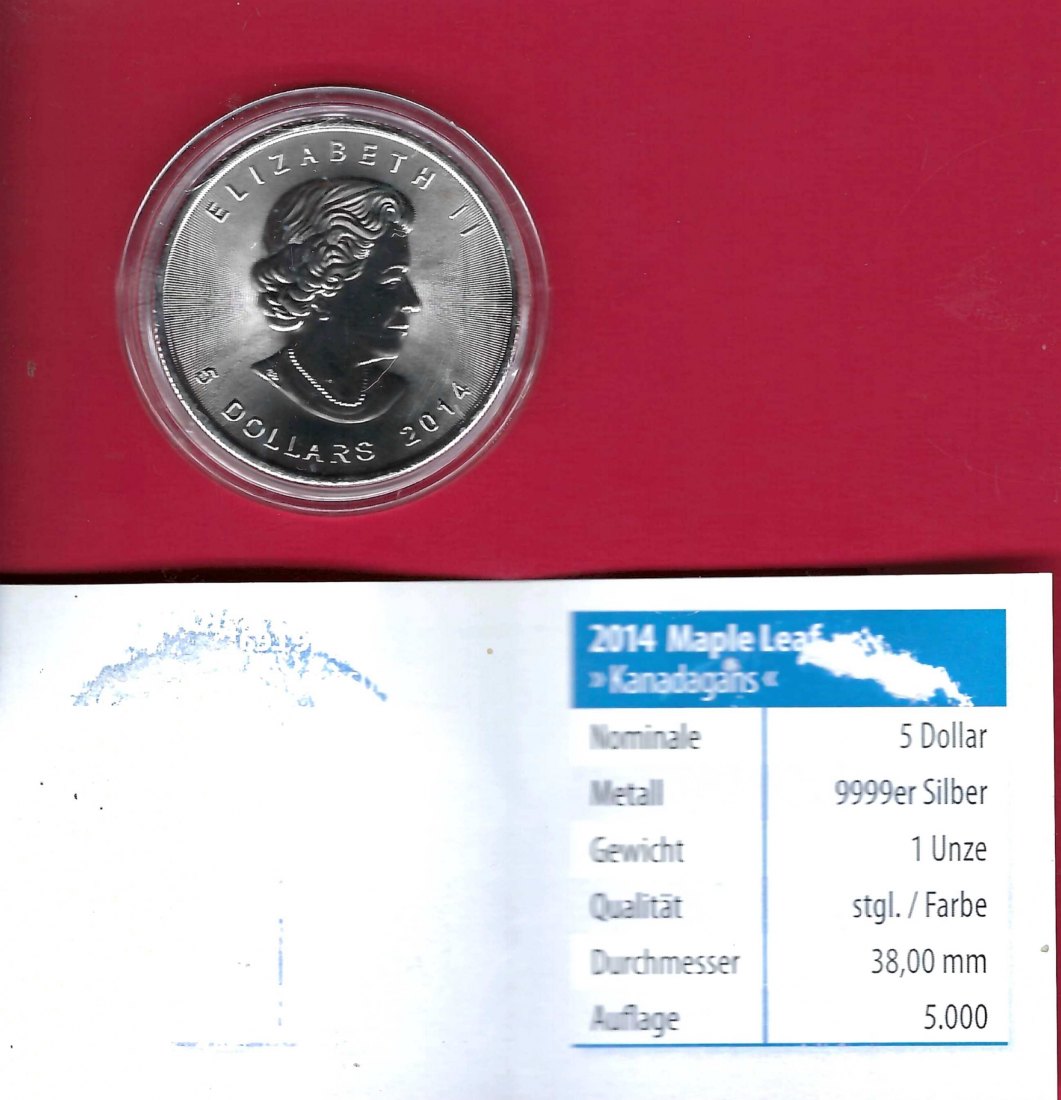 ELIZABETH II
5 DOLLARS 2014
2014 Maple Leaf
» Kanadagans «
Nominale 5 Dollar
Metall 9999er Silber
Gewicht 1 Unze
Qualität stgl. / Farbe
Durchmesser 38,00 mm
Auflage 5.000